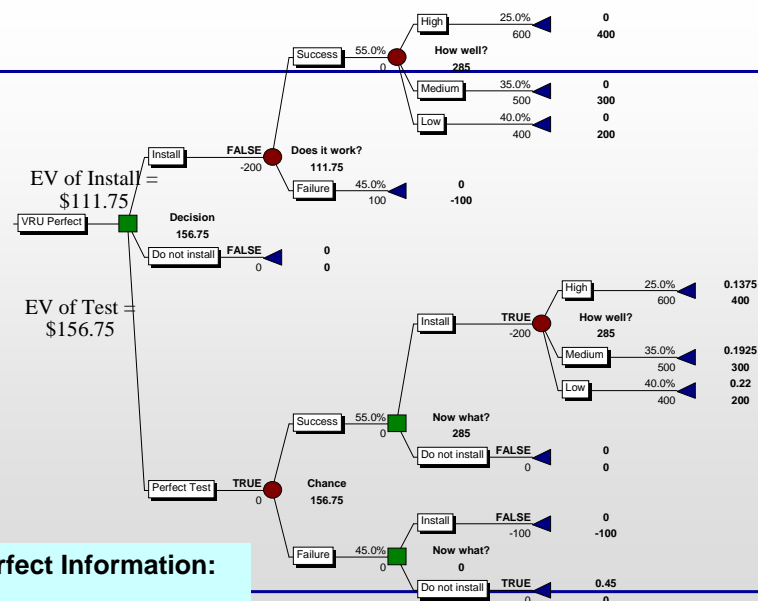 High 25.0% 0
600 400
Success 55.0% How well?
0 285
Medium 35.0% 0
500 300
Low 40.0% 0
400 200
Install FALSE Does it work?
-200 111.75
EV of Install =
$111.75
Failure 45.0% 0
100 -100
VRU Perfect Decision
156.75
Do not install FALSE 0
0 0
EV of Test =
$156.75
High 25.0% 0.1375
600 400
Install TRUE How well?
-200 285
Medium 35.0% 0.1925
500 300
Low 40.0% 0.22
400 200
Success 55.0% Now what?
0 285
Do not install FALSE 0
0 0
Perfect Test TRUE Chance
0 156.75
Install FALSE 0
-100 -100
Failure 45.0% Now what?
0 0
Do not install TRUE 0.45
0 0
rfect Information: